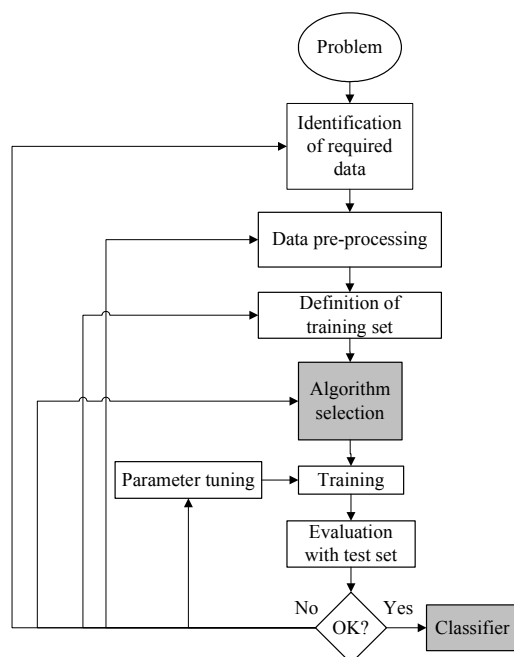 Problem
Identification
of required
data
Data pre-processing
Definition of
training set
Algorithm
selection
Parameter tuning
Training
Evaluation
with test set
No
Yes
OK?
Classifier